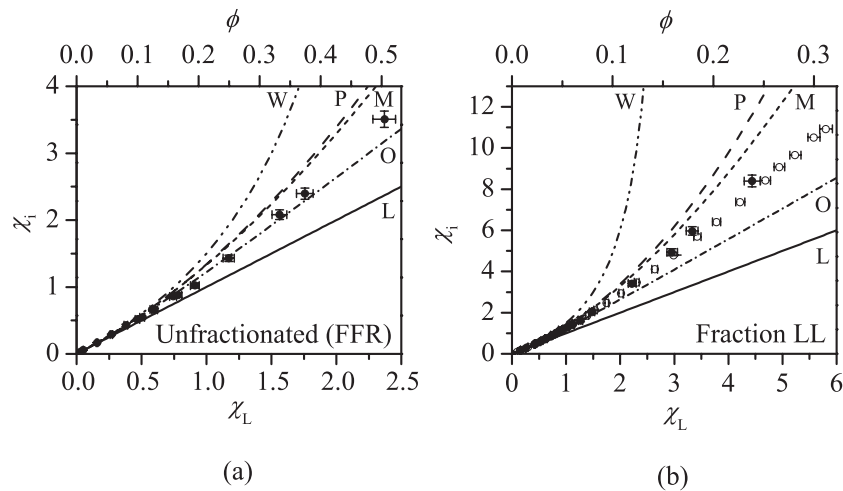 ϕ
0.0 0.1 0.2 0.3 0.4 0.5
4
3
2
1
0
χi
W
P
M
O
L
Unfractionated (FFR)
0.0 0.5 1.0 1.5 2.0 2.5
χL
(a)
ϕ
0.0 0.1 0.2 0.3
12
10
8
6
4
2
0
χi
W
P
M
O
L
Fraction LL
0 1 2 3 4 5 6
χL
(b)